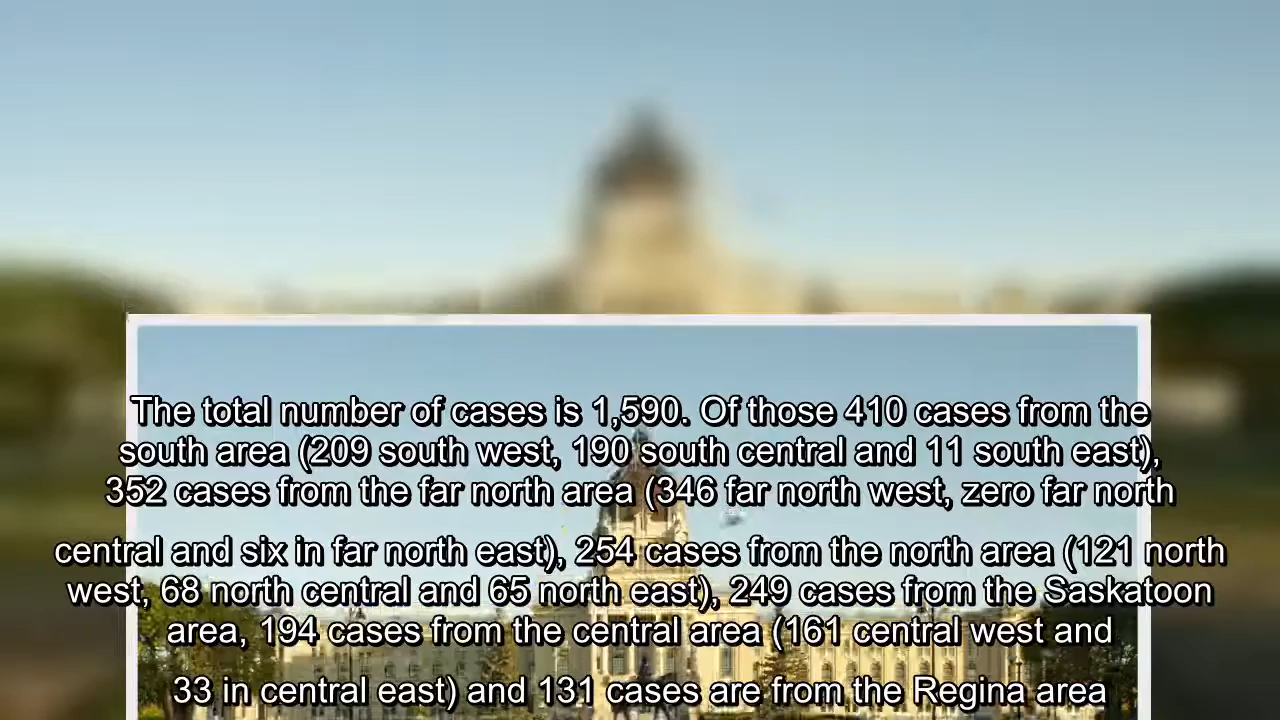 The total number of cases is 1,590. Of those 410 cases from the
south area (209 south west, 190 south central and 11 south east),
352 cases from the far north area (346 far north west, zero far north
central and six in far north east), 254 cases from the north area (121 north
west, 68 north central and 65 north east), 249 cases from the Saskatoon
area, 194 cases from the central area (161 central west and
33 in central east) and 131 cases are from the Regina area